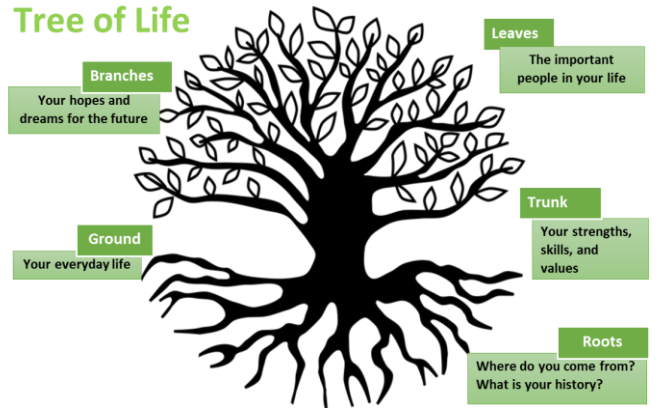 Tree of Life
Leaves
The important
people in your life
Branches
Your hopes and
dreams for the future
Trunk
Your strengths,
skills, and
values
Ground
Your everyday life
Roots
Where do you come from?
What is your history?